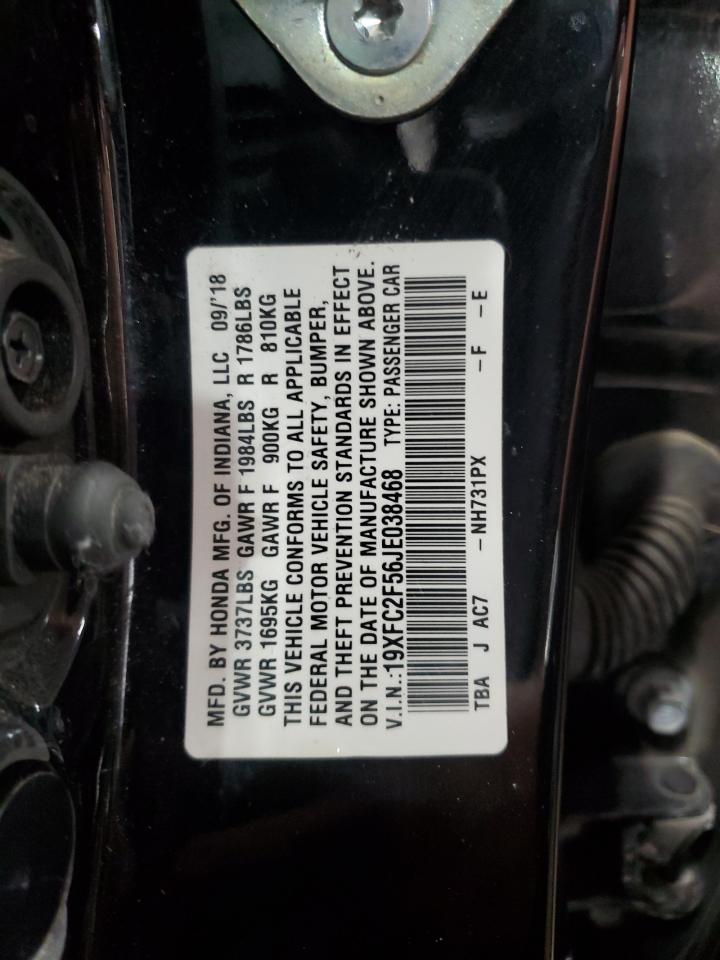 MFD. BY HONDA MFG. OF INDIANA, LLC 09/'18
GVWR 3737LBS GAWR F 1984LBS R 1786LBS
GVWR 1695KG GAWR F 900KG R 810KG
THIS VEHICLE CONFORMS TO ALL APPLICABLE
FEDERAL MOTOR VEHICLE SAFETY, BUMPER,
AND THEFT PREVENTION STANDARDS IN EFFECT
ON THE DATE OF MANUFACTURE SHOWN ABOVE.
V.I.N.:19XFC2F56JE038468 TYPE: PASSENGER CAR
TBA J AC7 -NH731PX -F -E